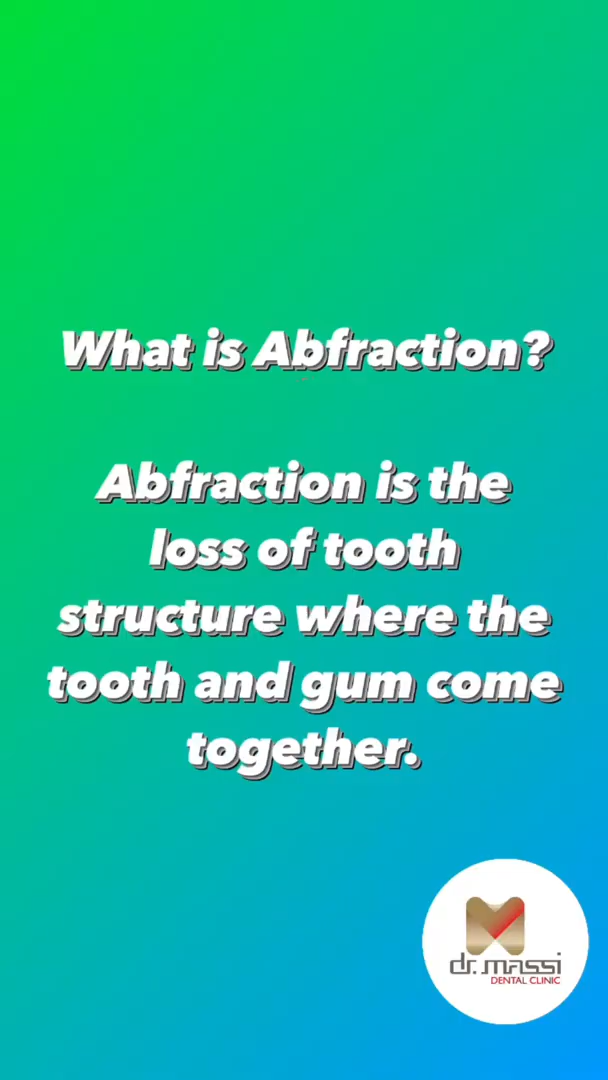 What is Abfraction?
Abfraction is the
loss of tooth
structure where the
tooth and gum come
together.
dr.massi
DENTAL CLINIC